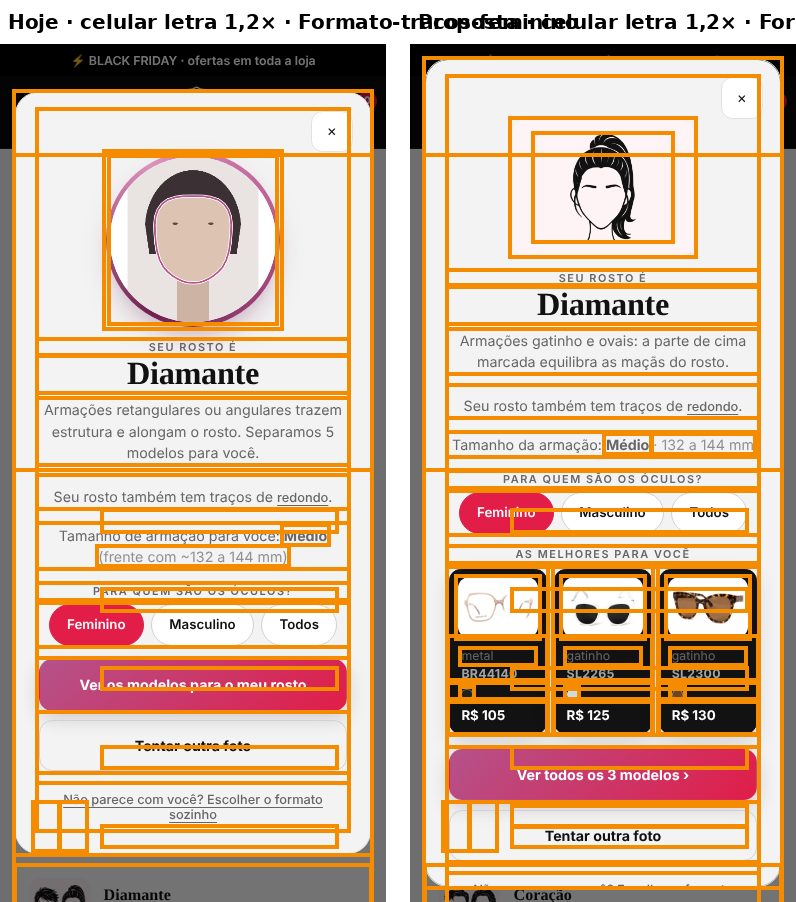 Hoje · celular letra 1,2× · Formato-
Proposta · celular letra 1,2× · For
⚡ BLACK FRIDAY · ofertas em toda a loja
×
SEU ROSTO É
Diamante
Armações retangulares ou angulares trazem
estrutura e alongam o rosto. Separamos 5
modelos para você.
Seu rosto também tem traços de redondo.
Tamanho de armação para você: Médio
(frente com ~132 a 144 mm)
PARA QUEM SÃO OS ÓCULOS?
Feminino Masculino Todos
Ver os modelos para o meu rosto
Tentar outra foto
Não parece com você? Escolher o formato
sozinho
Diamante
×
SEU ROSTO É
Diamante
Armações gatinho e ovais: a parte de cima
marcada equilibra as maçãs do rosto.
Seu rosto também tem traços de redondo.
Tamanho da armação: Médio · 132 a 144 mm
PARA QUEM SÃO OS ÓCULOS?
Feminino Masculino Todos
AS MELHORES PARA VOCÊ
metal gatinho gatinho
BR44140 SL2265 SL2300
R$ 105 R$ 125 R$ 130
Ver todos os 3 modelos ›
Tentar outra foto
Coração